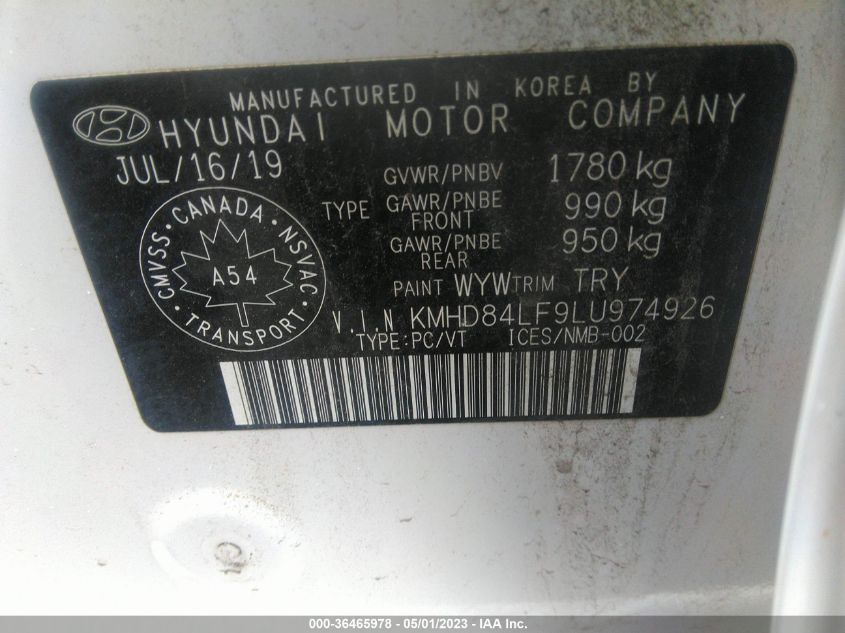 MANUFACTURED IN KOREA BY
HYUNDAI MOTOR COMPANY
JUL/16/19
GVWR/PNBV 1780 kg
TYPE GAWR/PNBE FRONT 990 kg
GAWR/PNBE REAR 950 kg
PAINT WYW TRIM TRY
CMVSS · CANADA · NSVAC
A54
· TRANSPORT ·
V.I.N KMHD84LF9LU974926
TYPE:PC/VT ICES/NMB-002
000-36465978 - 05/01/2023 - IAA Inc.